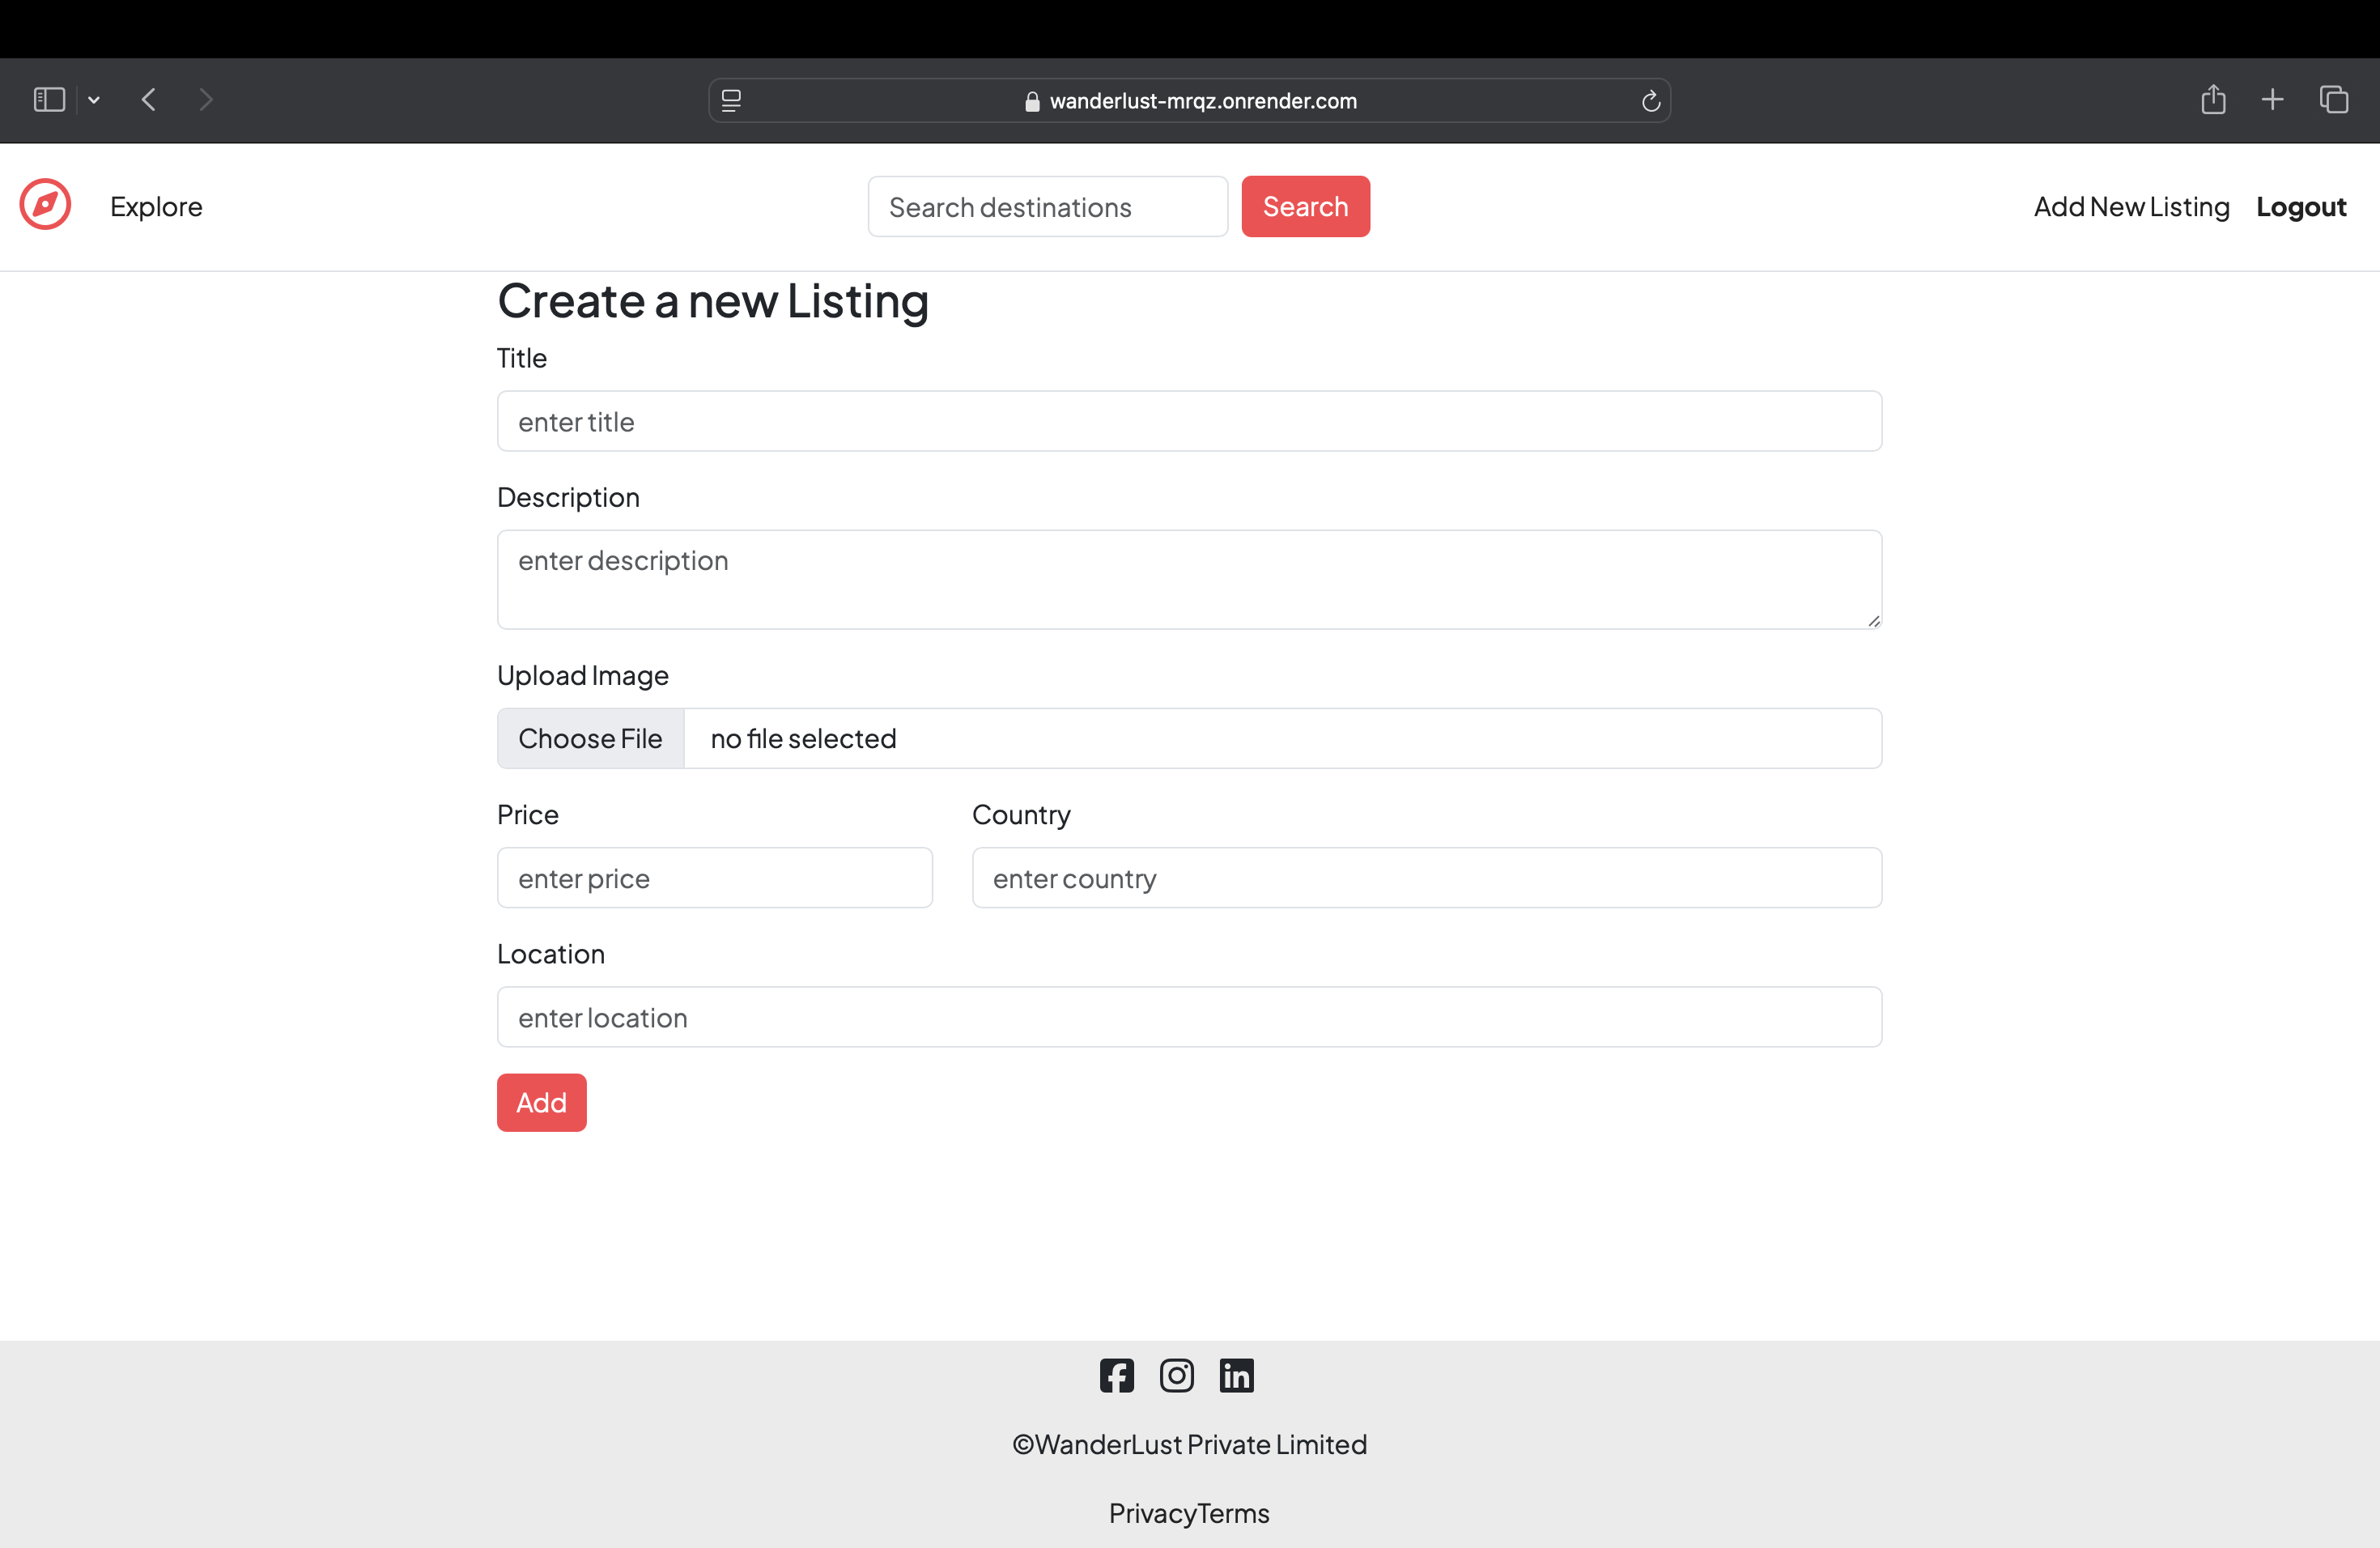 wanderlust-mrqz.onrender.com
Explore
Search destinations
Search
Add New Listing
Logout
Create a new Listing
Title
enter title
Description
enter description
Upload Image
Choose File
no file selected
Price
Country
enter price
enter country
Location
enter location
Add
©WanderLust Private Limited
PrivacyTerms